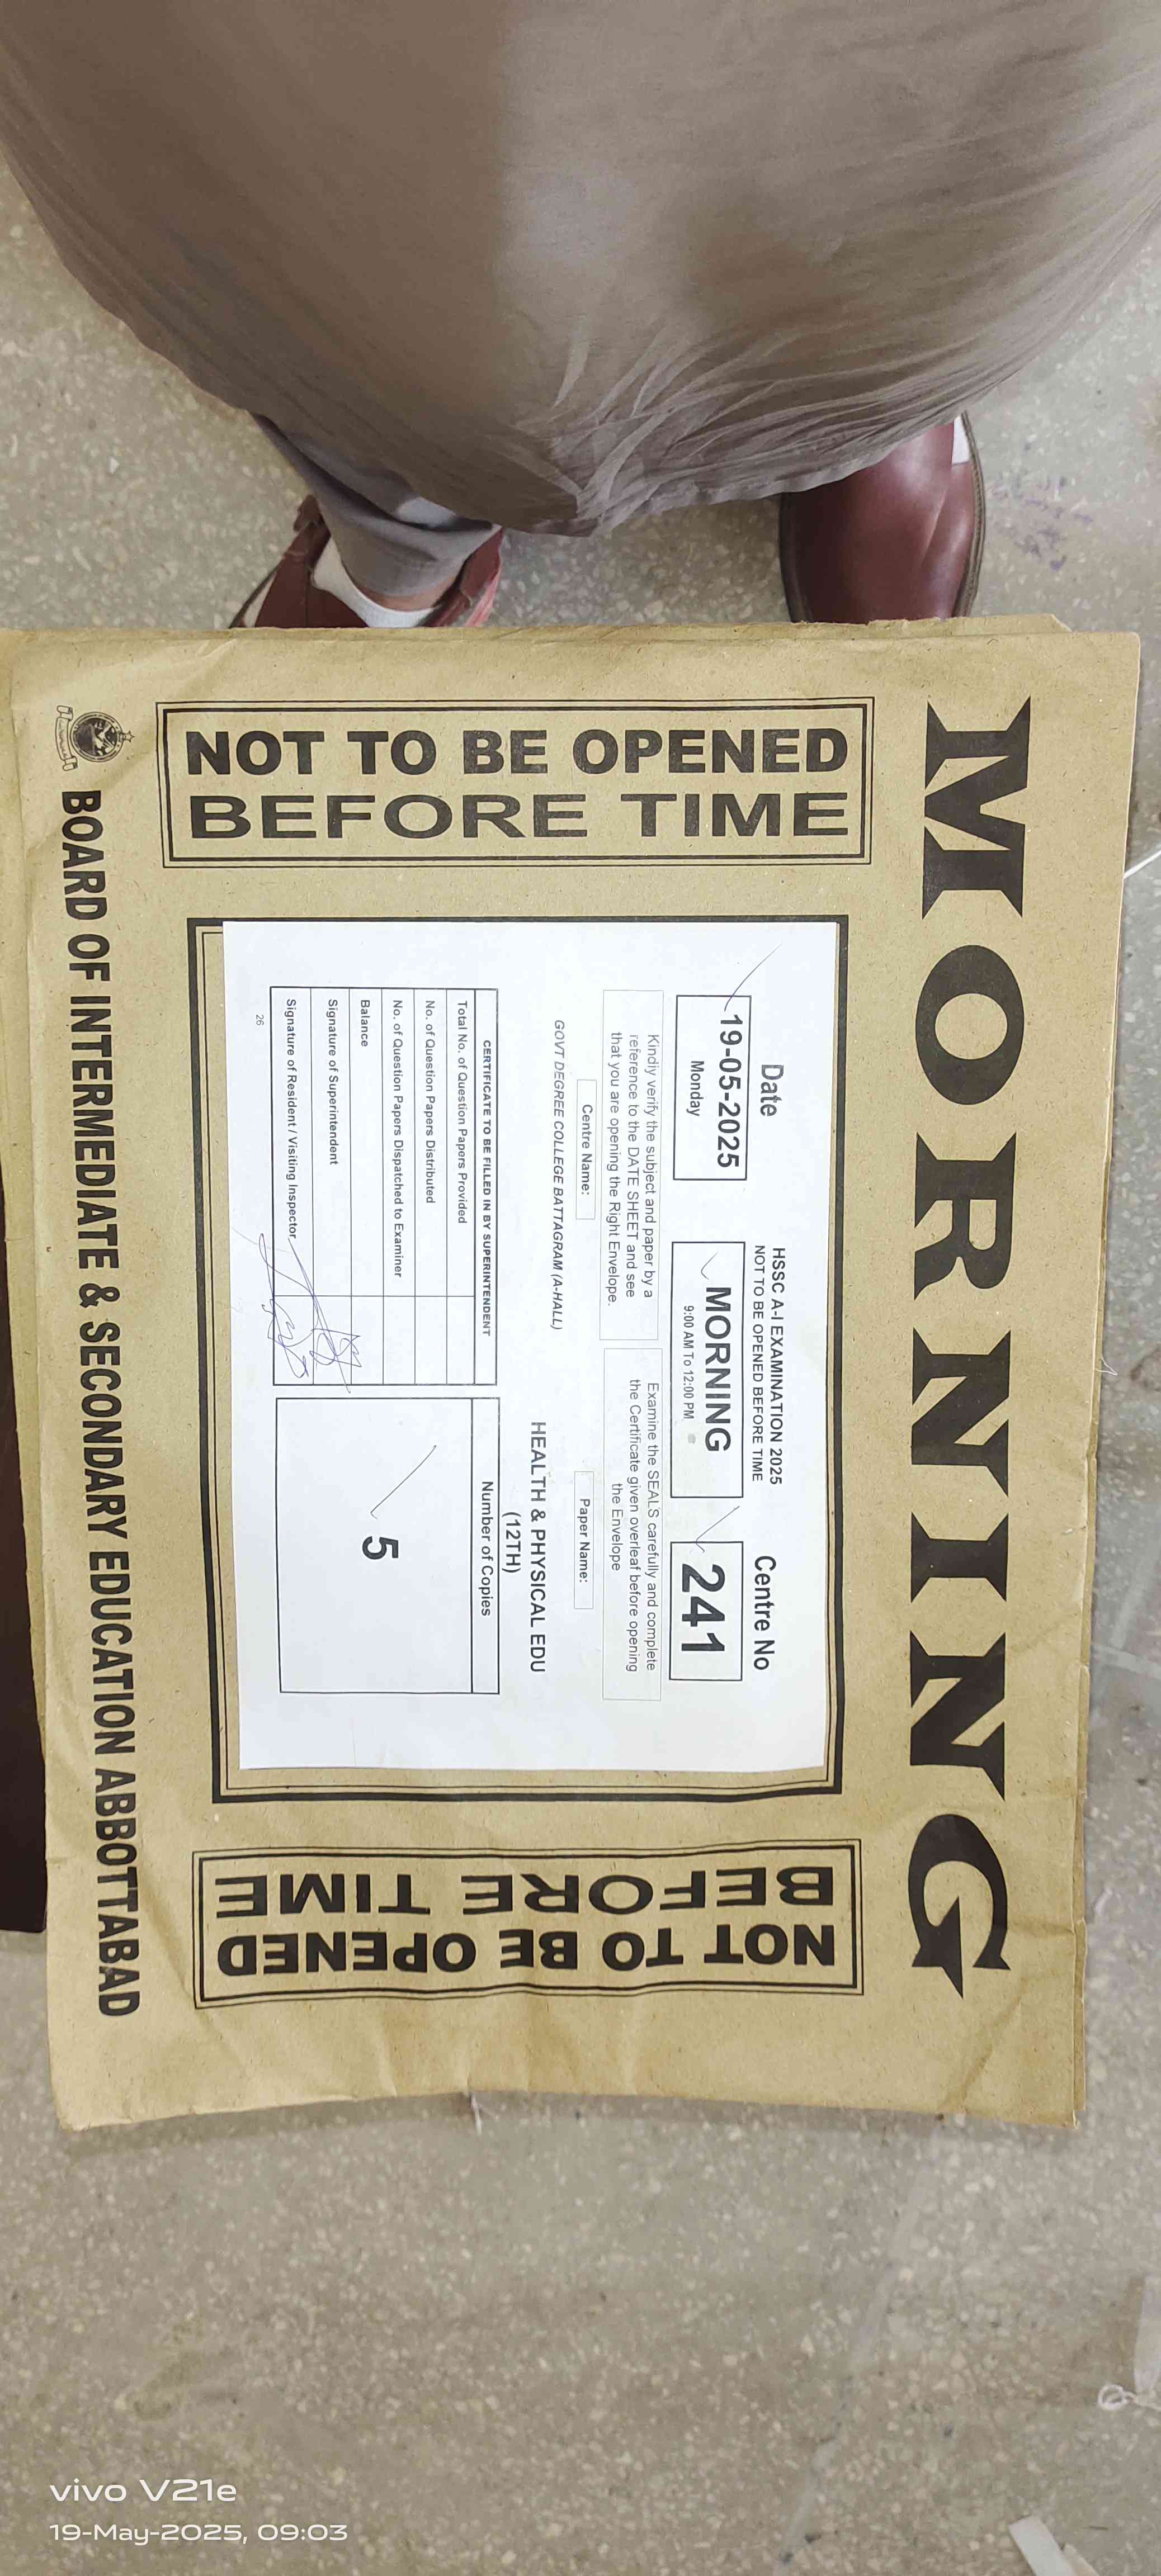 MORNING
NOT TO BE OPENED
BEFORE TIME
Date
19-05-2025
Monday
HSSC A-I EXAMINATION 2025
NOT TO BE OPENED BEFORE TIME
MORNING
9:00 AM To 12:00 PM
Centre No
241
Kindly verify the subject and paper by a
reference to the DATE SHEET and see
that you are opening the Right Envelope.
Examine the SEALS carefully and complete
the Certificate given overleaf before opening
the Envelope
Centre Name:
GOVT DEGREE COLLEGE BATTAGRAM (A-HALL)
Paper Name:
HEALTH & PHYSICAL EDU
(12TH)
CERTIFICATE TO BE FILLED IN BY SUPERINTENDENT
Total No. of Question Papers Provided
No. of Question Papers Distributed
No. of Question Papers Dispatched to Examiner
Balance
Signature of Superintendent
Signature of Resident / Visiting Inspector
26
Number of Copies
5
NOT TO BE OPENED
BEFORE TIME
BOARD OF INTERMEDIATE & SECONDARY EDUCATION ABBOTTABAD
vivo V21e
19-May-2025, 09:03